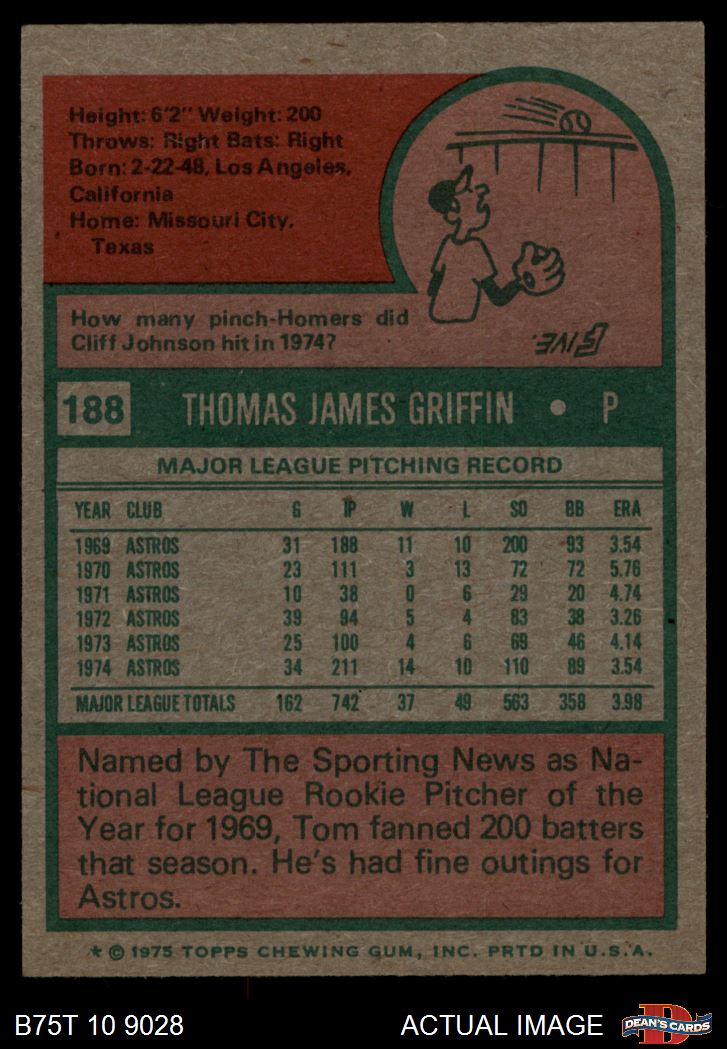 Height: 6'2" Weight: 200
Throws: Right Bats: Right
Born: 2-22-48, Los Angeles,
California
Home: Missouri City,
Texas
How many pinch-Homers did
Cliff Johnson hit in 1974?
FIVE.
188 THOMAS JAMES GRIFFIN • P
MAJOR LEAGUE PITCHING RECORD
YEAR CLUB G IP W L SO BB ERA
1969 ASTROS 31 188 11 10 200 93 3.54
1970 ASTROS 23 111 3 13 72 72 5.76
1971 ASTROS 10 38 0 6 29 20 4.74
1972 ASTROS 39 94 5 4 83 38 3.26
1973 ASTROS 25 100 4 6 69 46 4.14
1974 ASTROS 34 211 14 10 110 89 3.54
MAJOR LEAGUE TOTALS 162 742 37 49 563 358 3.98
Named by The Sporting News as Na-
tional League Rookie Pitcher of the
Year for 1969, Tom fanned 200 batters
that season. He's had fine outings for
Astros.
* © 1975 TOPPS CHEWING GUM, INC. PRTD IN U.S.A.
B75T 10 9028 ACTUAL IMAGE D DEAN'S CARDS